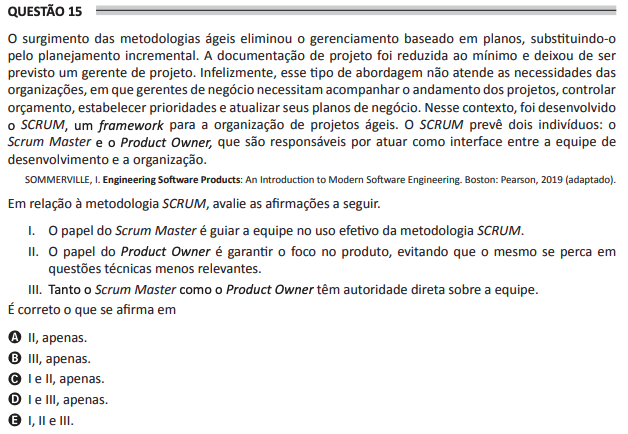 QUESTÃO 15
O surgimento das metodologias ágeis eliminou o gerenciamento baseado em planos, substituindo-o
pelo planejamento incremental. A documentação de projeto foi reduzida ao mínimo e deixou de ser
previsto um gerente de projeto. Infelizmente, esse tipo de abordagem não atende as necessidades das
organizações, em que gerentes de negócio necessitam acompanhar o andamento dos projetos, controlar
orçamento, estabelecer prioridades e atualizar seus planos de negócio. Nesse contexto, foi desenvolvido
o SCRUM, um framework para a organização de projetos ágeis. O SCRUM prevê dois indivíduos: o
Scrum Master e o Product Owner, que são responsáveis por atuar como interface entre a equipe de
desenvolvimento e a organização.
SOMMERVILLE, I. Engineering Software Products: An Introduction to Modern Software Engineering. Boston: Pearson, 2019 (adaptado).
Em relação à metodologia SCRUM, avalie as afirmações a seguir.
I. O papel do Scrum Master é guiar a equipe no uso efetivo da metodologia SCRUM.
II. O papel do Product Owner é garantir o foco no produto, evitando que o mesmo se perca em
questões técnicas menos relevantes.
III. Tanto o Scrum Master como o Product Owner têm autoridade direta sobre a equipe.
É correto o que se afirma em
A II, apenas.
B III, apenas.
C I e II, apenas.
D I e III, apenas.
E I, II e III.